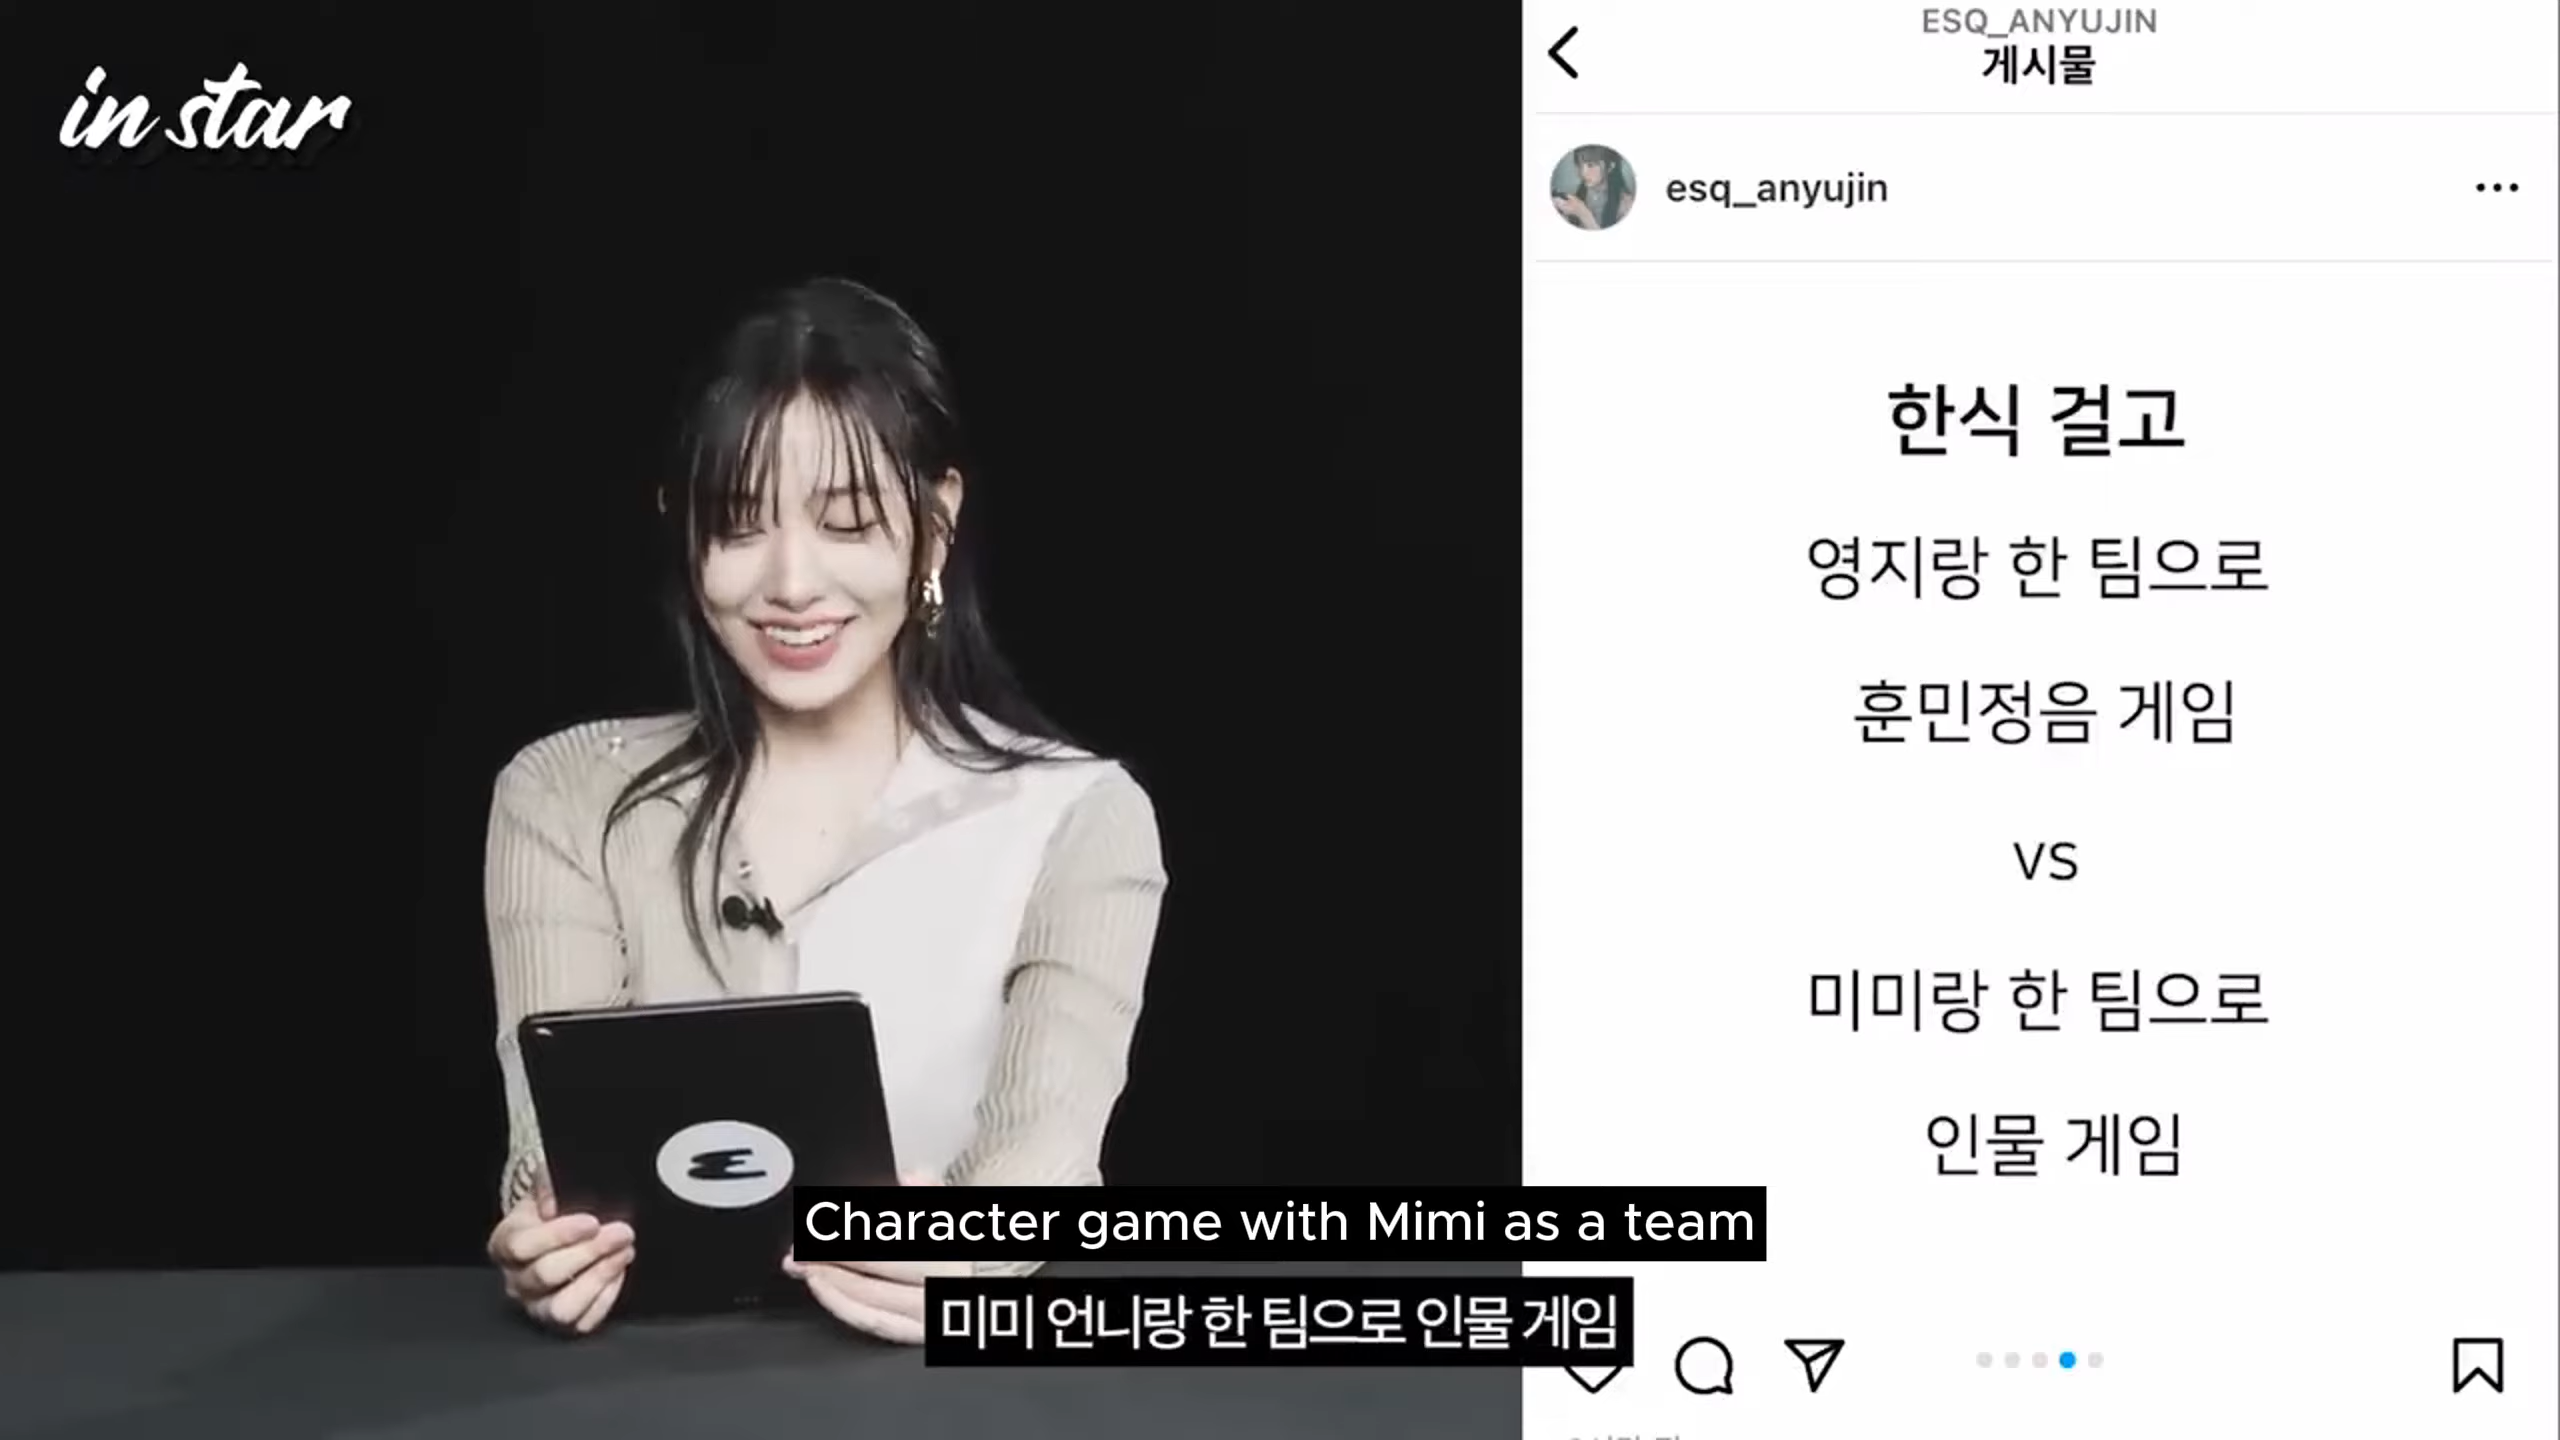 in star
ESQ_ANYUJIN
게시물
esq_anyujin
한식 걸고
영지랑 한 팀으로
훈민정음 게임
vs
미미랑 한 팀으로
인물 게임
Character game with Mimi as a team
미미 언니랑 한 팀으로 인물 게임